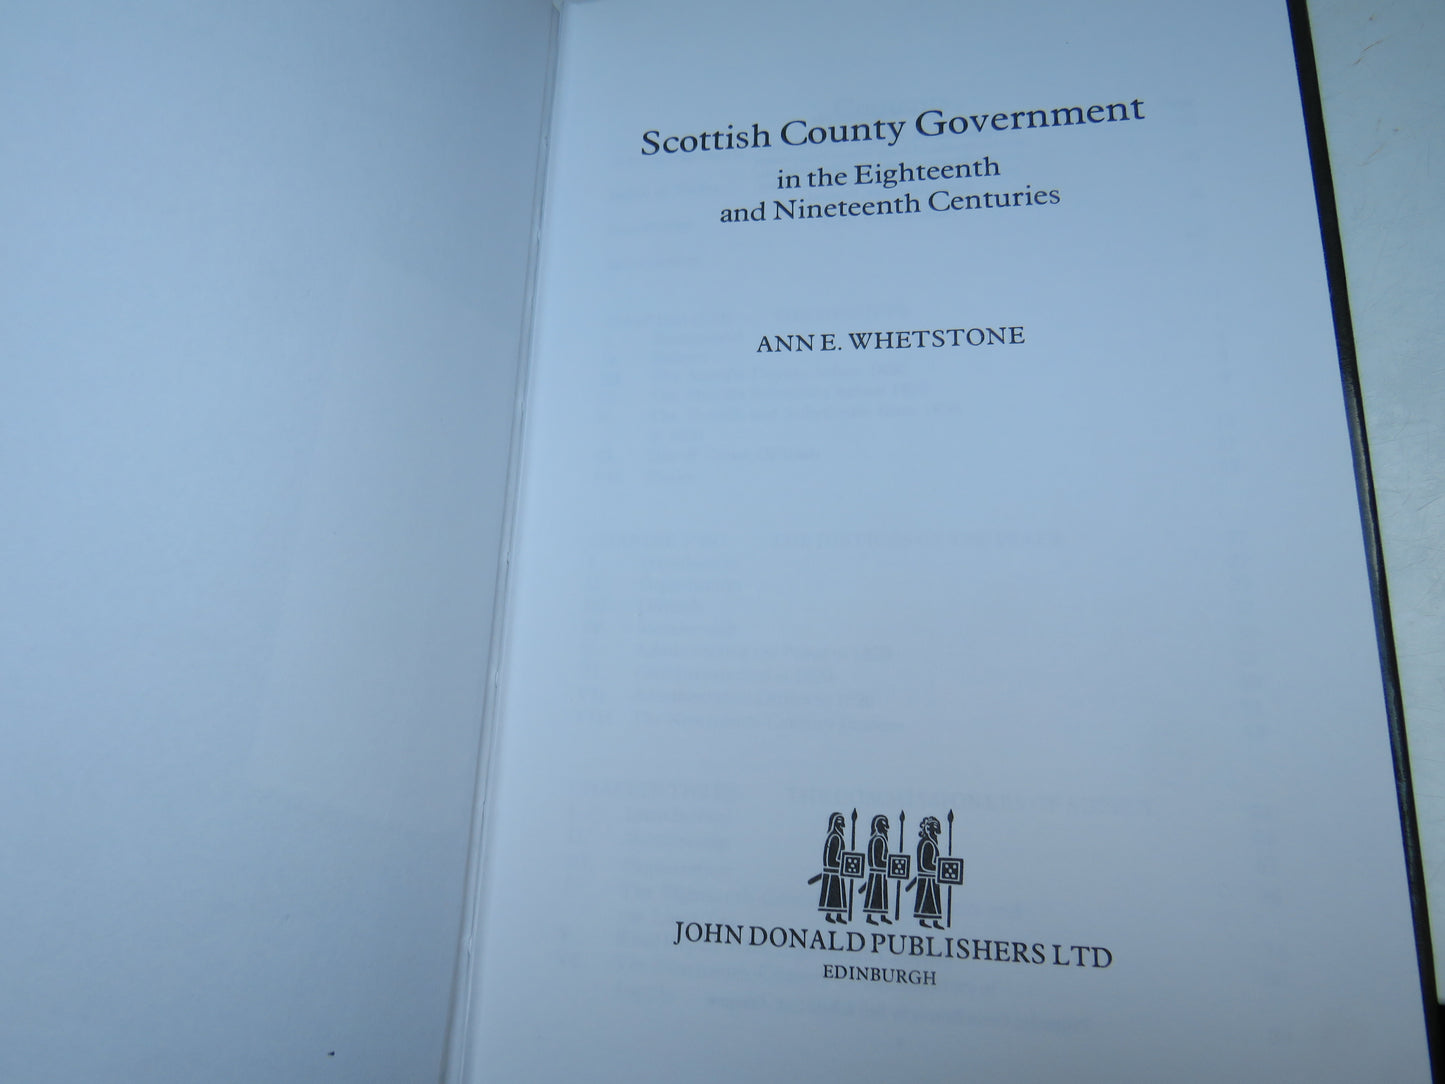 Scottish County Government
in the Eighteenth
and Nineteenth Centuries
ANN E. WHETSTONE
JOHN DONALD PUBLISHERS LTD
EDINBURGH